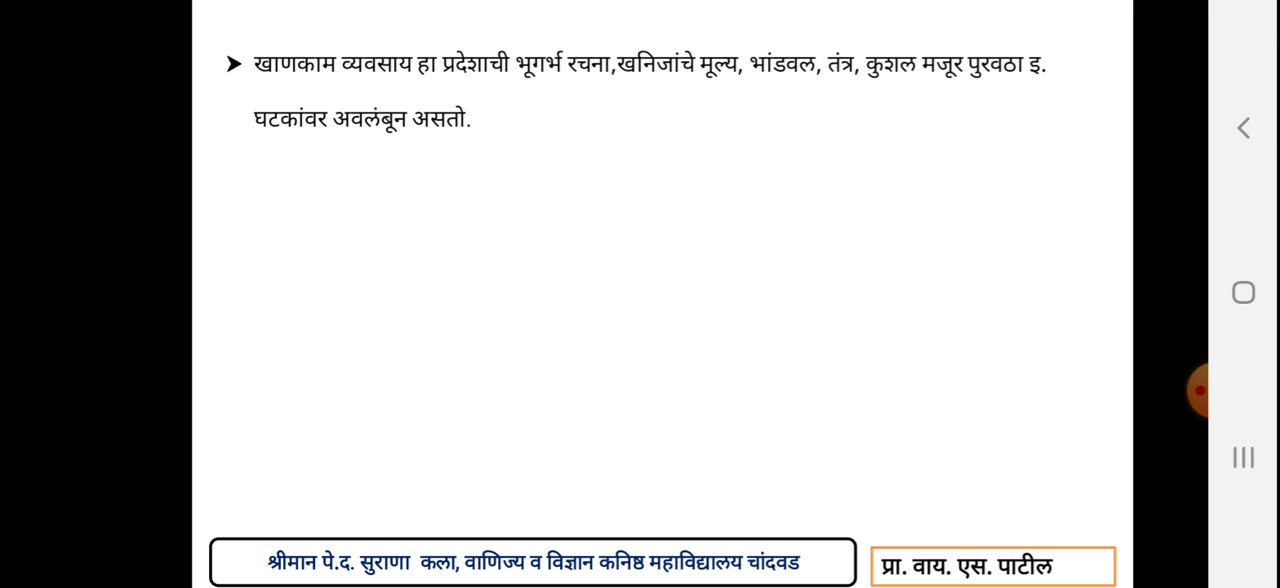 ➤ खाणकाम व्यवसाय हा प्रदेशाची भूगर्भ रचना,खनिजांचे मूल्य, भांडवल, तंत्र, कुशल मजूर पुरवठा इ.
घटकांवर अवलंबून असतो.
श्रीमान पे.द. सुराणा कला, वाणिज्य व विज्ञान कनिष्ठ महाविद्यालय चांदवड
प्रा. वाय. एस. पाटील